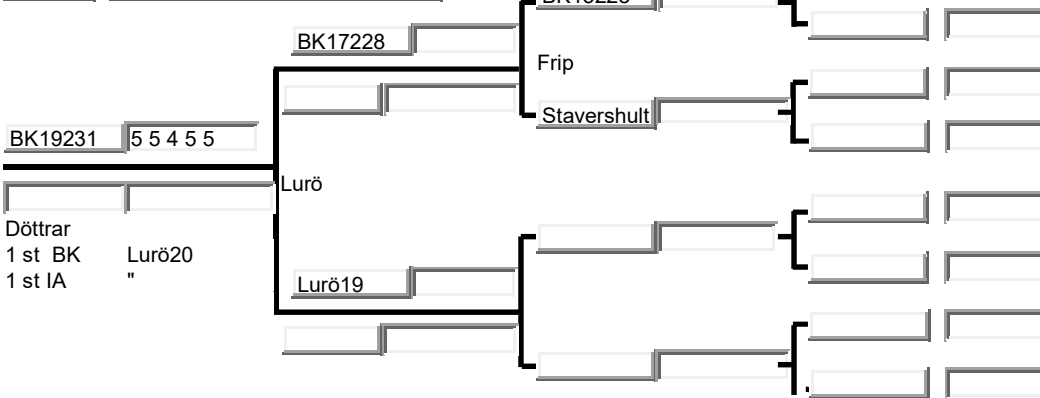 BK17228
Frip
Stavershult
BK19231 5 5 4 5 5
Lurö
Döttrar
1 st BK Lurö20
1 st IA "
Lurö19